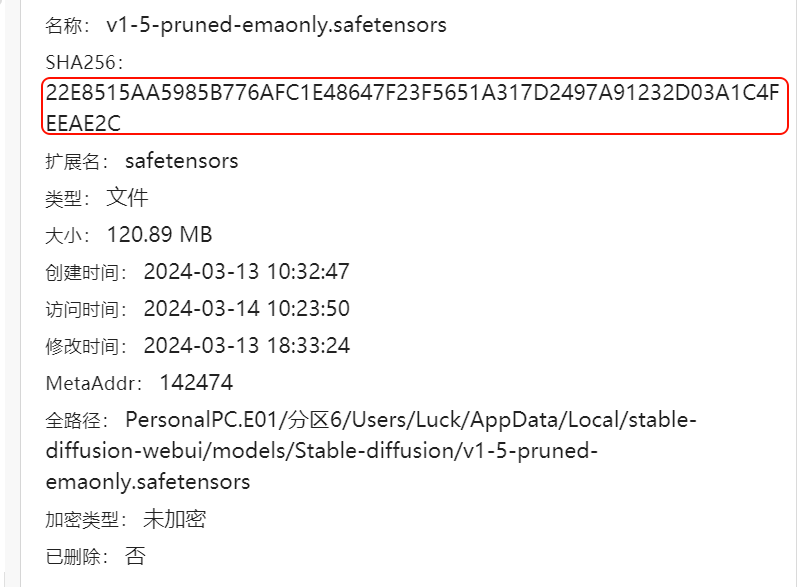 名称： v1-5-pruned-emaonly.safetensors
SHA256：
22E8515AA5985B776AFC1E48647F23F5651A317D2497A91232D03A1C4F
EEAE2C
扩展名： safetensors
类型： 文件
大小： 120.89 MB
创建时间： 2024-03-13 10:32:47
访问时间： 2024-03-14 10:23:50
修改时间： 2024-03-13 18:33:24
MetaAddr： 142474
全路径： PersonalPC.E01/分区6/Users/Luck/AppData/Local/stable-
diffusion-webui/models/Stable-diffusion/v1-5-pruned-
emaonly.safetensors
加密类型： 未加密
已删除： 否